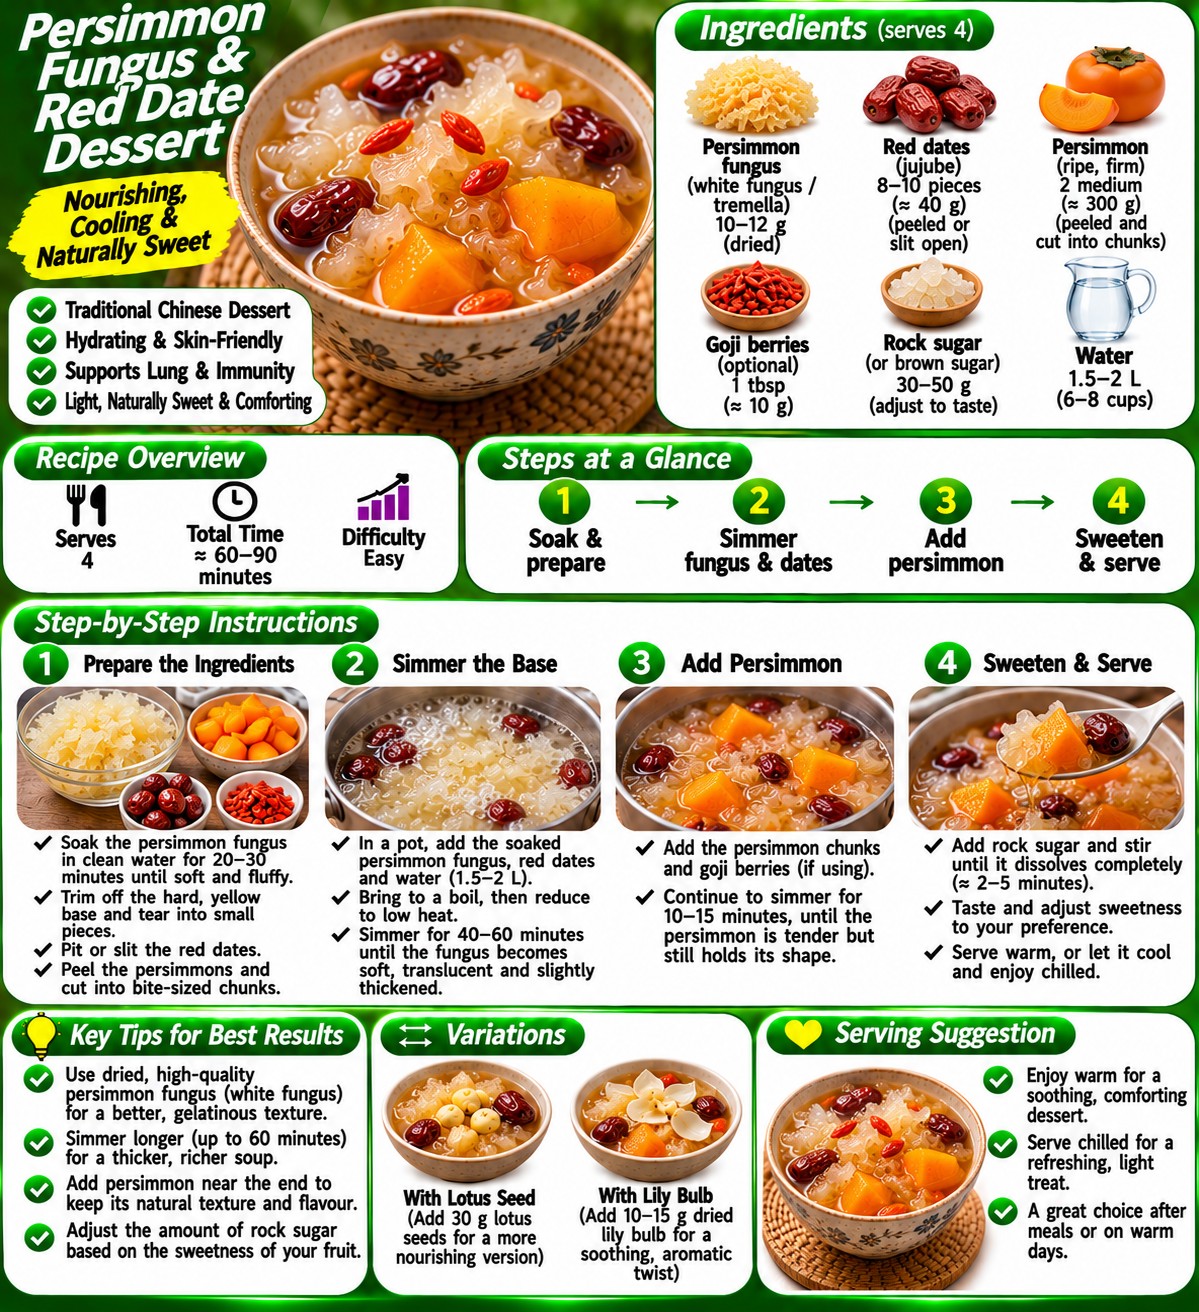 Persimmon
Fungus &
Red Date
Dessert
Nourishing,
Cooling &
Naturally Sweet
Traditional Chinese Dessert
Hydrating & Skin-Friendly
Supports Lung & Immunity
Light, Naturally Sweet & Comforting
Ingredients (serves 4)
Persimmon
fungus
(white fungus /
tremella)
10–12 g
(dried)
Red dates
(jujube)
8–10 pieces
(≈ 40 g)
(peeled or
slit open)
Persimmon
(ripe, firm)
2 medium
(≈ 300 g)
(peeled and
cut into chunks)
Goji berries
(optional)
1 tbsp
(≈ 10 g)
Rock sugar
(or brown sugar)
30–50 g
(adjust to taste)
Water
1.5–2 L
(6–8 cups)
Recipe Overview
Serves
4
Total Time
≈ 60–90
minutes
Difficulty
Easy
Steps at a Glance
1
Soak &
prepare
2
Simmer
fungus & dates
3
Add
persimmon
4
Sweeten
& serve
Step-by-Step Instructions
1 Prepare the Ingredients
Soak the persimmon fungus
in clean water for 20–30
minutes until soft and fluffy.
Trim off the hard, yellow
base and tear into small
pieces.
Pit or slit the red dates.
Peel the persimmons and
cut into bite-sized chunks.
2 Simmer the Base
In a pot, add the soaked
persimmon fungus, red dates
and water (1.5–2 L).
Bring to a boil, then reduce
to low heat.
Simmer for 40–60 minutes
until the fungus becomes
soft, translucent and slightly
thickened.
3 Add Persimmon
Add the persimmon chunks
and goji berries (if using).
Continue to simmer for
10–15 minutes, until the
persimmon is tender but
still holds its shape.
4 Sweeten & Serve
Add rock sugar and stir
until it dissolves completely
(≈ 2–5 minutes).
Taste and adjust sweetness
to your preference.
Serve warm, or let it cool
and enjoy chilled.
Key Tips for Best Results
Use dried, high-quality
persimmon fungus (white fungus)
for a better, gelatinous texture.
Simmer longer (up to 60 minutes)
for a thicker, richer soup.
Add persimmon near the end to
keep its natural texture and flavour.
Adjust the amount of rock sugar
based on the sweetness of your fruit.
Variations
With Lotus Seed
(Add 30 g lotus
seeds for a more
nourishing version)
With Lily Bulb
(Add 10–15 g dried
lily bulb for a
soothing, aromatic
twist)
Serving Suggestion
Enjoy warm for a
soothing, comforting
dessert.
Serve chilled for a
refreshing, light
treat.
A great choice after
meals or on warm
days.